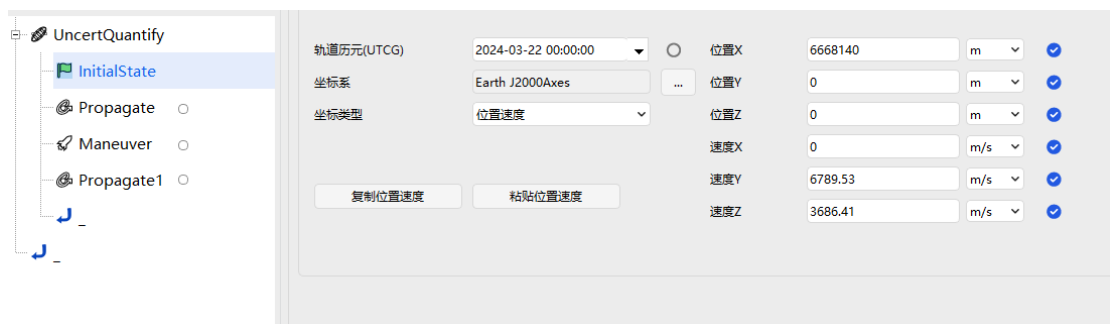 UncertQuantify
InitialState
Propagate
Maneuver
Propagate1
_
_
轨道历元(UTCG) 2024-03-22 00:00:00 位置X 6668140 m
坐标系 Earth J2000Axes ... 位置Y 0 m
坐标类型 位置速度 位置Z 0 m
速度X 0 m/s
复制位置速度 粘贴位置速度 速度Y 6789.53 m/s
速度Z 3686.41 m/s